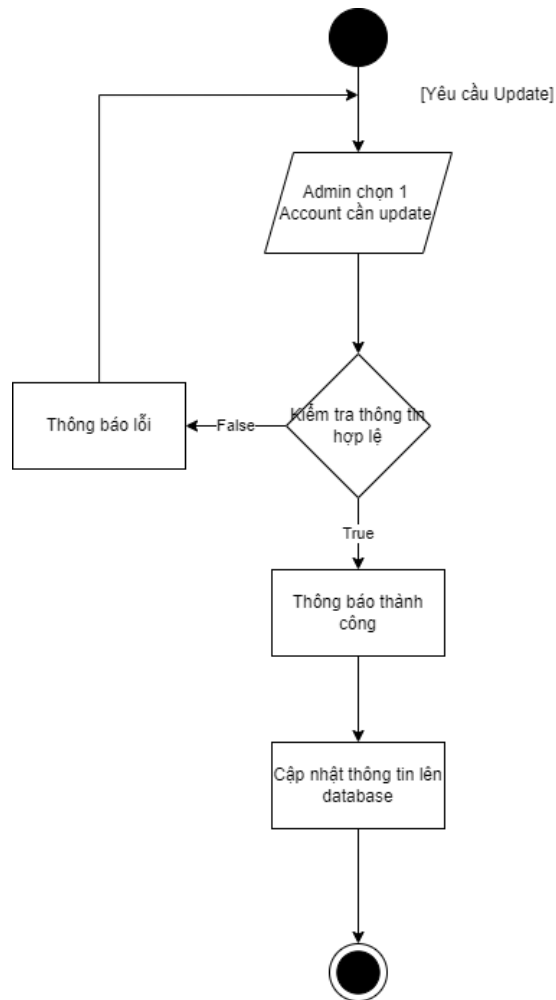 [Yêu cầu Update]
Admin chọn 1
Account cần update
Kiểm tra thông tin
hợp lệ
False
Thông báo lỗi
True
Thông báo thành
công
Cập nhật thông tin lên
database